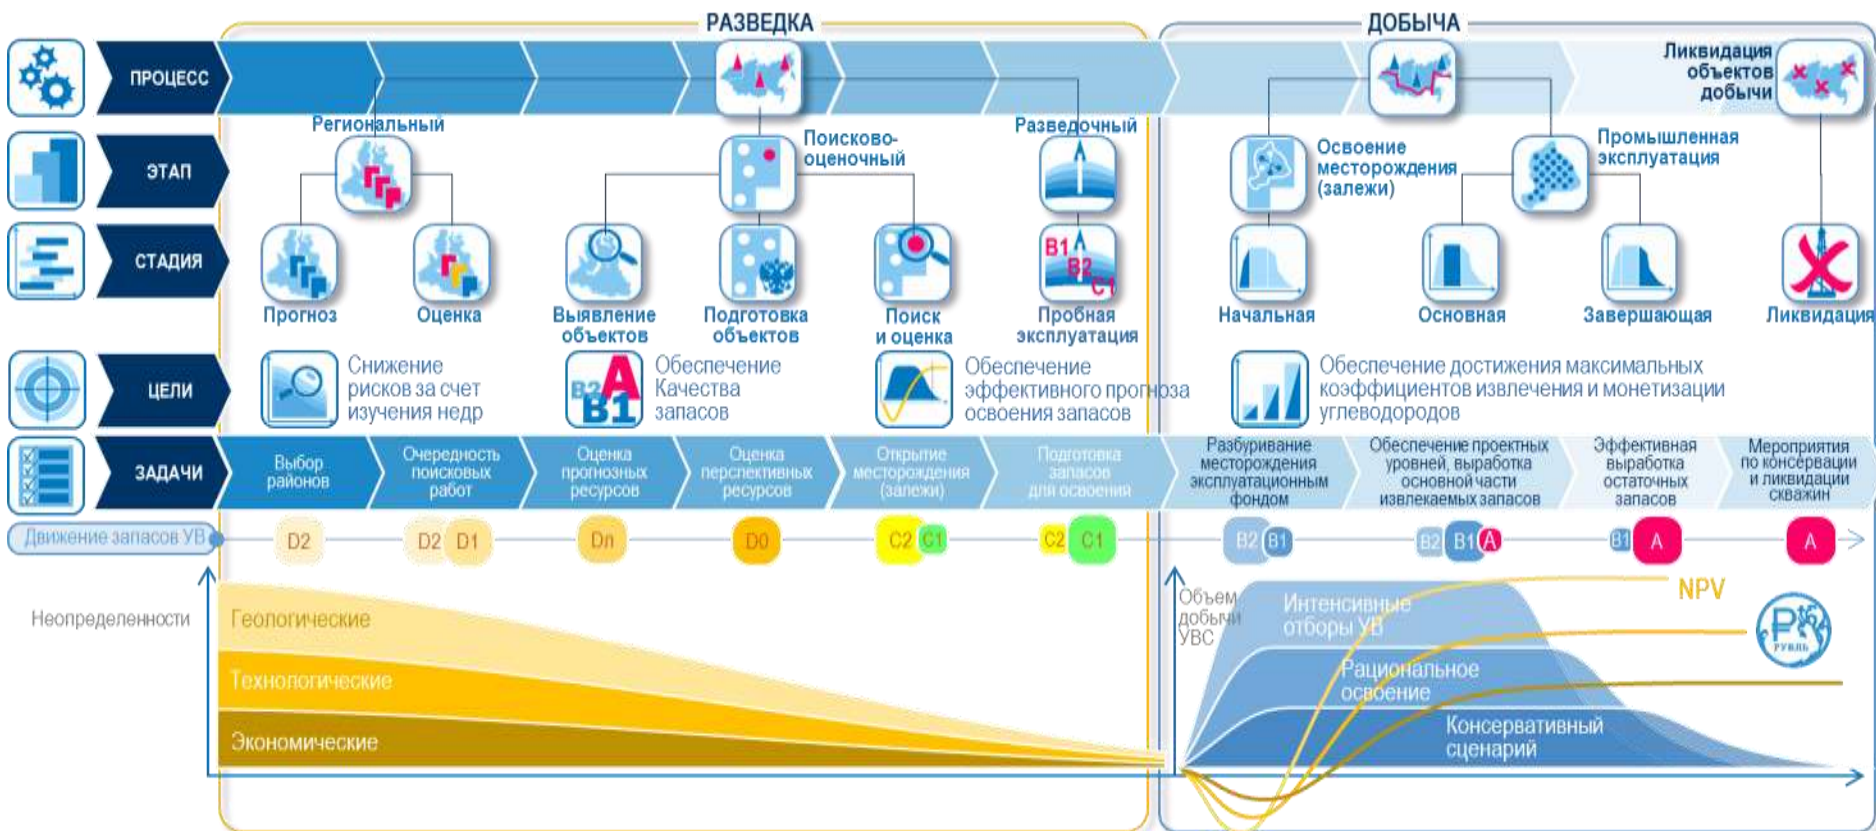 РАЗВЕДКА
ДОБЫЧА
ПРОЦЕСС
Ликвидация
объектов
добычи
ЭТАП
Региональный
Поисково-
оценочный
Разведочный
Освоение
месторождения
(залежи)
Промышленная
эксплуатация
СТАДИЯ
B1
B2
C1
Прогноз
Оценка
Выявление
объектов
Подготовка
объектов
Поиск
и оценка
Пробная
эксплуатация
Начальная
Основная
Завершающая
Ликвидация
ЦЕЛИ
Снижение
рисков за счет
изучения недр
B2 A
B1
Обеспечение
Качества
запасов
Обеспечение
эффективного прогноза
освоения запасов
Обеспечение достижения максимальных
коэффициентов извлечения и монетизации
углеводородов
ЗАДАЧИ
Выбор
районов
Очередность
поисковых
работ
Оценка
прогнозных
ресурсов
Оценка
перспективных
ресурсов
Открытие
месторождения
(залежи)
Подготовка
запасов
для освоения
Разбуривание
месторождения
эксплуатационным
фондом
Обеспечение проектных
уровней, выработка
основной части
извлекаемых запасов
Эффективная
выработка
остаточных
запасов
Мероприятия
по консервации
и ликвидации
скважин
Движение запасов УВ
D2
D2 D1
Dл
D0
C2 C1
C2 C1
B2 B1
B2 B1 A
B1 A
A
Неопределенности
Геологические
Технологические
Экономические
Объем
добычи
УВС
Интенсивные
отборы УВ
Рациональное
освоение
Консервативный
сценарий
NPV
РУБЛЬ